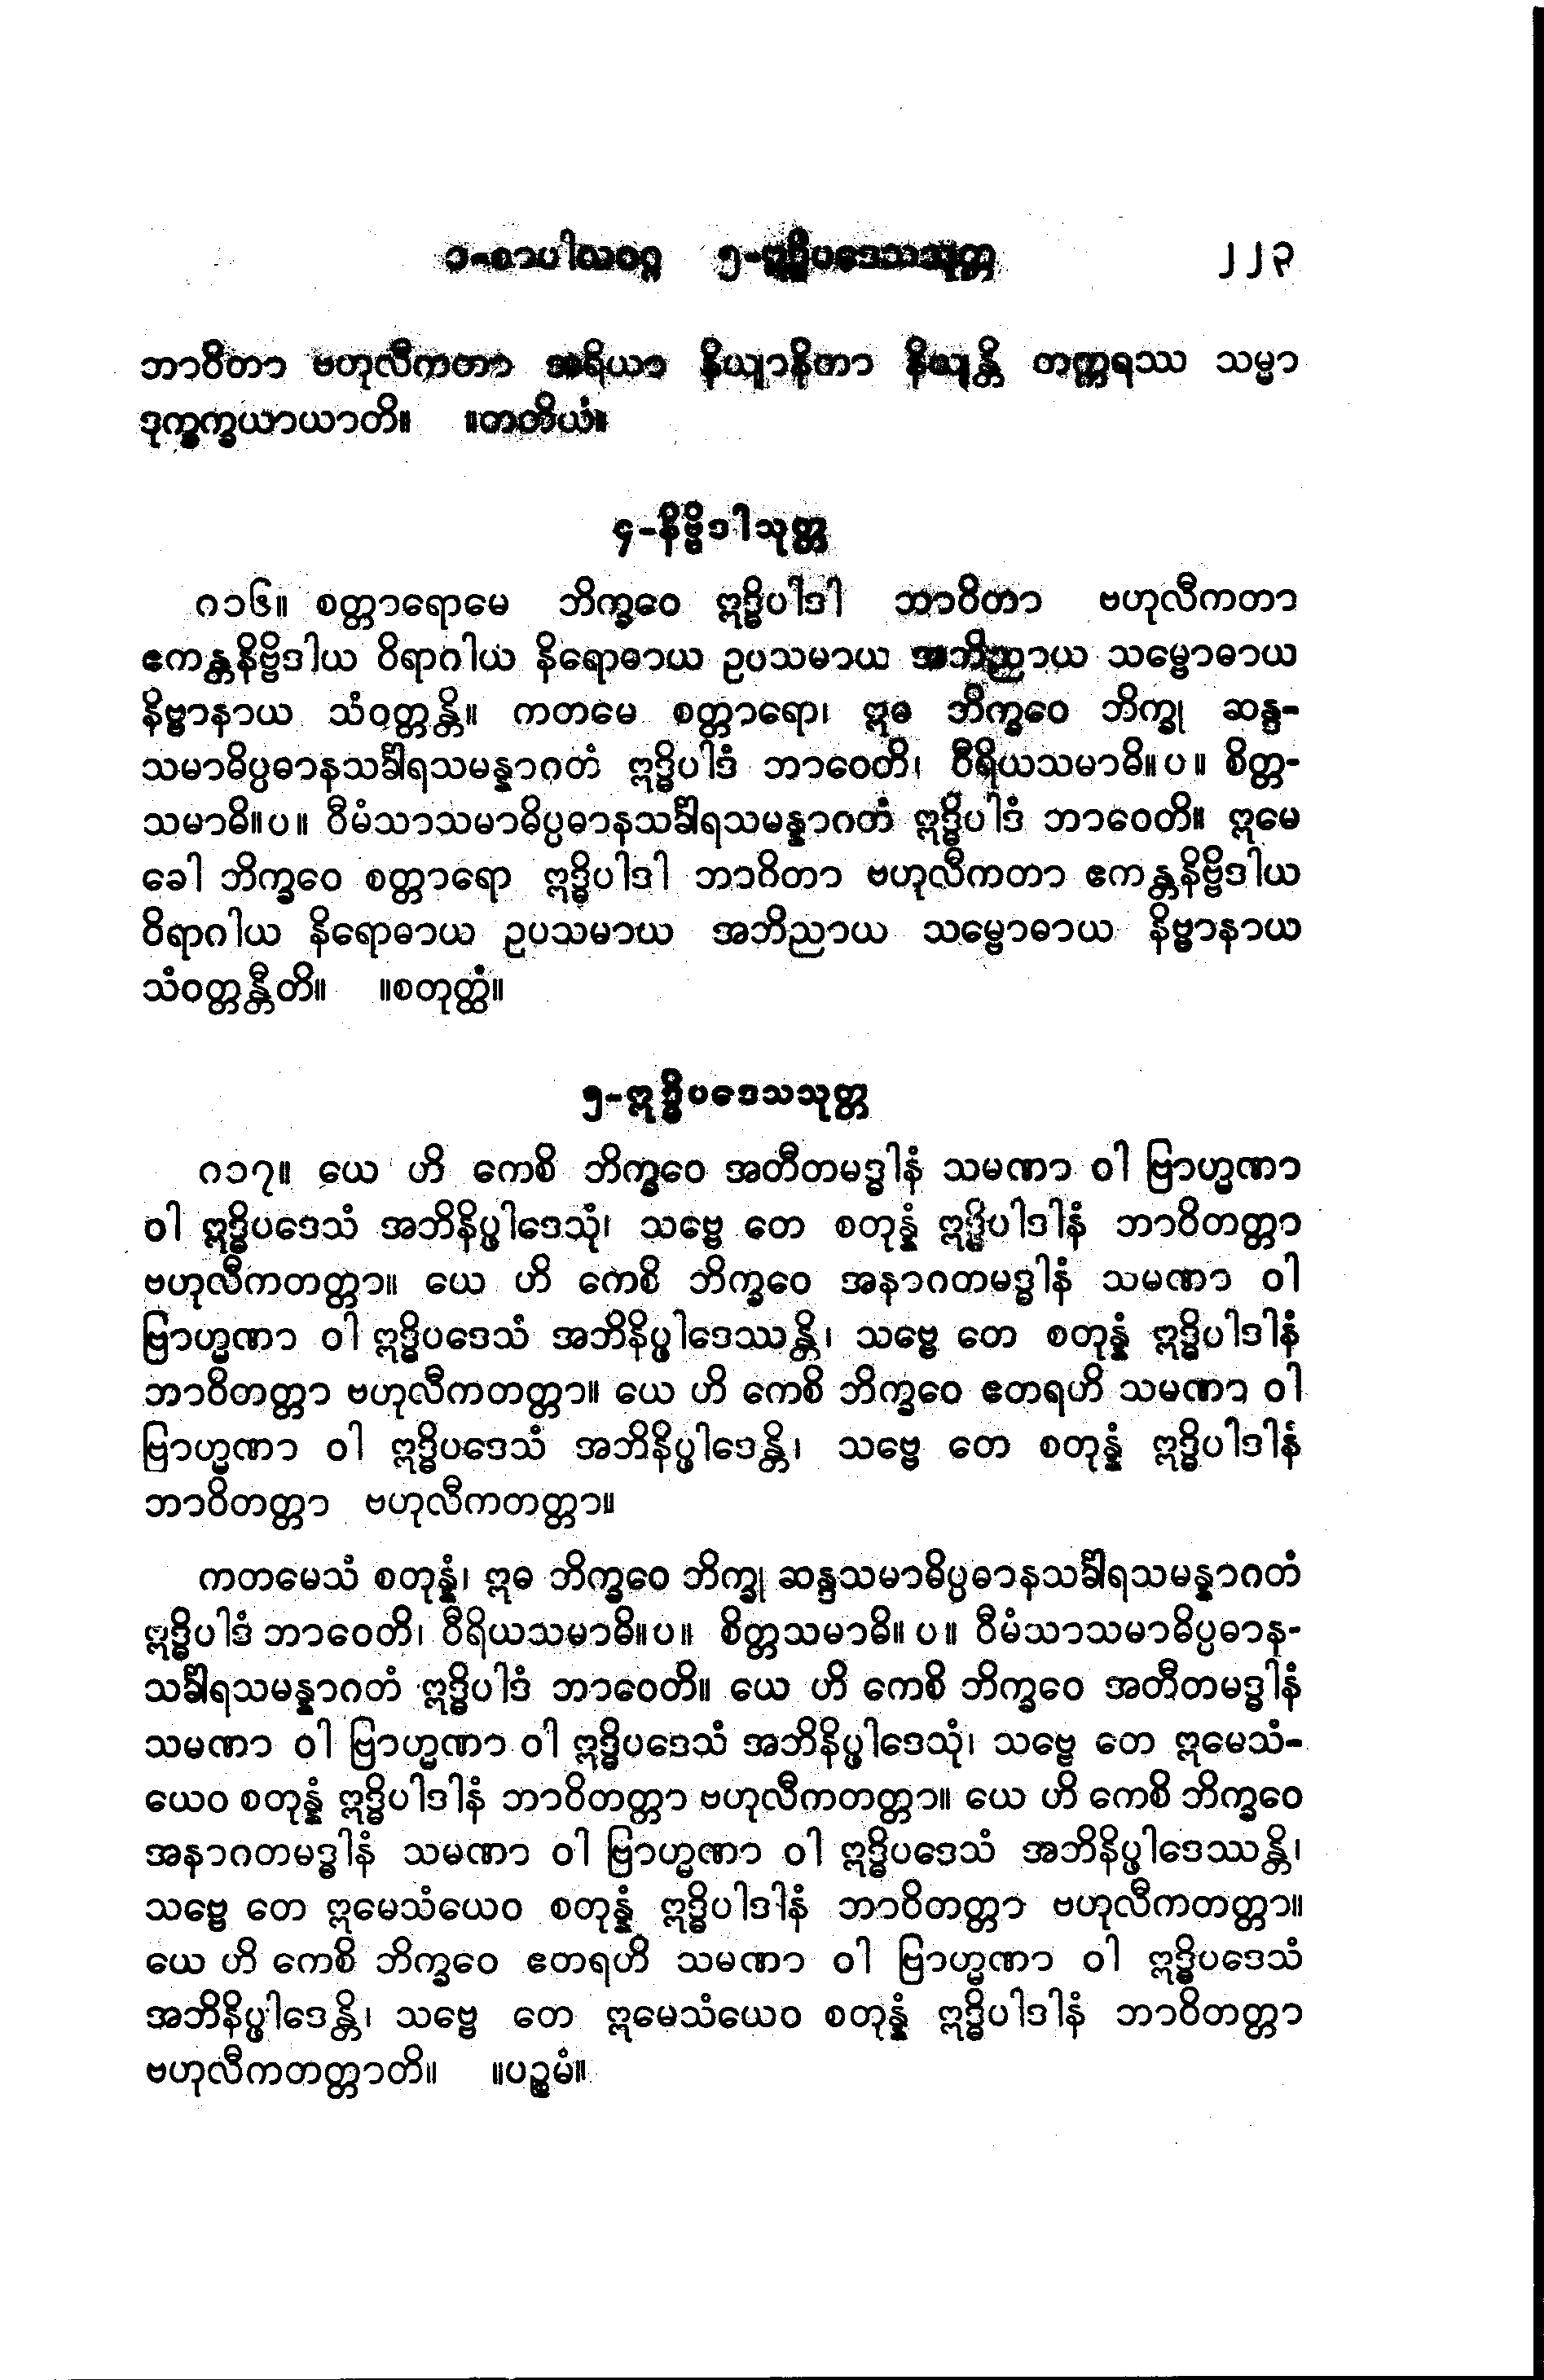 ၁-စာပါလဝဂ္ဂ ၅-ဣဒ္ဓိပဒေသသုတ္တ ၂၂၃
ဘာဝိတာ ဗဟုလီကတာ အရိယာ နိယျာနိကာ နိယျန္တိ တက္ကရဿ သမ္မာ
ဒုက္ခက္ခယာယာတိ။ ။တတိယံ။
၄-နိဗ္ဗိဒါသုတ္တ
၈၁၆။ စတ္တာရောမေ ဘိက္ခဝေ ဣဒ္ဓိပါဒါ ဘာဝိတာ ဗဟုလီကတာ
ဧကန္တနိဗ္ဗိဒါယ ဝိရာဂါယ နိရောဓာယ ဥပသမာယ အဘိညာယ သမ္ဗောဓာယ
နိဗ္ဗာနာယ သံဝတ္တန္တိ။ ကတမေ စတ္တာရော၊ ဣဓ ဘိက္ခဝေ ဘိက္ခု ဆန္ဒ-
သမာဓိပ္ပဓာနသင်္ခါရသမန္နာဂတံ ဣဒ္ဓိပါဒံ ဘာဝေတိ၊ ဝီရိယသမာဓိ။ပ။ စိတ္တ-
သမာဓိ။ပ။ ဝီမံသာသမာဓိပ္ပဓာနသင်္ခါရသမန္နာဂတံ ဣဒ္ဓိပါဒံ ဘာဝေတိ။ ဣမေ
ခေါ ဘိက္ခဝေ စတ္တာရော ဣဒ္ဓိပါဒါ ဘာဝိတာ ဗဟုလီကတာ ဧကန္တနိဗ္ဗိဒါယ
ဝိရာဂါယ နိရောဓာယ ဥပသမာယ အဘိညာယ သမ္ဗောဓာယ နိဗ္ဗာနာယ
သံဝတ္တန္တီတိ။ ။စတုတ္ထံ။
၅-ဣဒ္ဓိပဒေသသုတ္တ
၈၁၇။ ယေ ဟိ ကေစိ ဘိက္ခဝေ အတီတမဒ္ဓါနံ သမဏာ ဝါ ဗြာဟ္မဏာ
ဝါ ဣဒ္ဓိပဒေသံ အဘိနိပ္ဖါဒေသုံ၊ သဗ္ဗေ တေ စတုန္နံ ဣဒ္ဓိပါဒါနံ ဘာဝိတတ္တာ
ဗဟုလီကတတ္တာ။ ယေ ဟိ ကေစိ ဘိက္ခဝေ အနာဂတမဒ္ဓါနံ သမဏာ ဝါ
ဗြာဟ္မဏာ ဝါ ဣဒ္ဓိပဒေသံ အဘိနိပ္ဖါဒေဿန္တိ၊ သဗ္ဗေ တေ စတုန္နံ ဣဒ္ဓိပါဒါနံ
ဘာဝိတတ္တာ ဗဟုလီကတတ္တာ။ ယေ ဟိ ကေစိ ဘိက္ခဝေ ဧတရဟိ သမဏာ ဝါ
ဗြာဟ္မဏာ ဝါ ဣဒ္ဓိပဒေသံ အဘိနိပ္ဖါဒေန္တိ၊ သဗ္ဗေ တေ စတုန္နံ ဣဒ္ဓိပါဒါနံ
ဘာဝိတတ္တာ ဗဟုလီကတတ္တာ။
ကတမေသံ စတုန္နံ၊ ဣဓ ဘိက္ခဝေ ဘိက္ခု ဆန္ဒသမာဓိပ္ပဓာနသင်္ခါရသမန္နာဂတံ
ဣဒ္ဓိပါဒံ ဘာဝေတိ၊ ဝီရိယသမာဓိ။ပ။ စိတ္တသမာဓိ။ ပ။ ဝီမံသာသမာဓိပ္ပဓာန-
သင်္ခါရသမန္နာဂတံ ဣဒ္ဓိပါဒံ ဘာဝေတိ။ ယေ ဟိ ကေစိ ဘိက္ခဝေ အတီတမဒ္ဓါနံ
သမဏာ ဝါ ဗြာဟ္မဏာ ဝါ ဣဒ္ဓိပဒေသံ အဘိနိပ္ဖါဒေသုံ၊ သဗ္ဗေ တေ ဣမေသံ-
ယေဝ စတုန္နံ ဣဒ္ဓိပါဒါနံ ဘာဝိတတ္တာ ဗဟုလီကတတ္တာ။ ယေ ဟိ ကေစိ ဘိက္ခဝေ
အနာဂတမဒ္ဓါနံ သမဏာ ဝါ ဗြာဟ္မဏာ ဝါ ဣဒ္ဓိပဒေသံ အဘိနိပ္ဖါဒေဿန္တိ၊
သဗ္ဗေ တေ ဣမေသံယေဝ စတုန္နံ ဣဒ္ဓိပါဒါနံ ဘာဝိတတ္တာ ဗဟုလီကတတ္တာ။
ယေ ဟိ ကေစိ ဘိက္ခဝေ ဧတရဟိ သမဏာ ဝါ ဗြာဟ္မဏာ ဝါ ဣဒ္ဓိပဒေသံ
အဘိနိပ္ဖါဒေန္တိ၊ သဗ္ဗေ တေ ဣမေသံယေဝ စတုန္နံ ဣဒ္ဓိပါဒါနံ ဘာဝိတတ္တာ
ဗဟုလီကတတ္တာတိ။ ။ပဉ္စမံ။